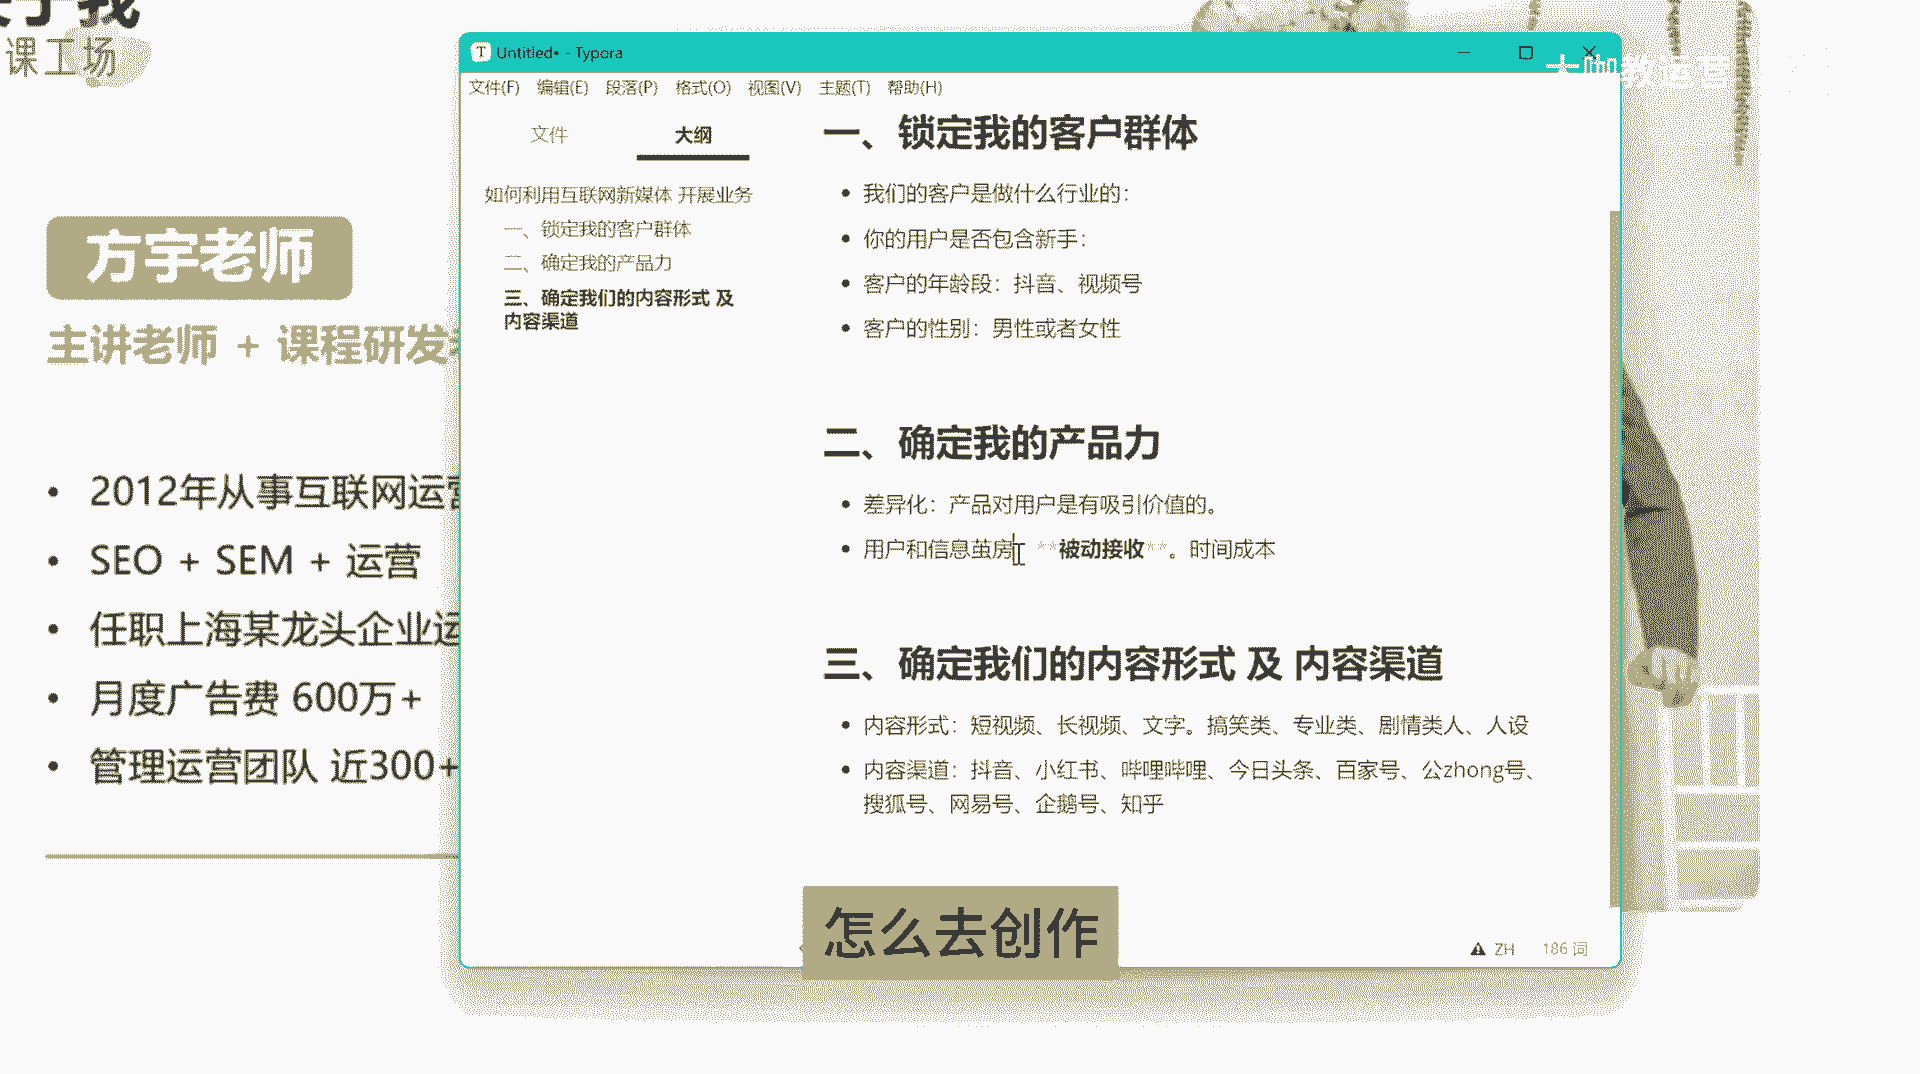 关于我
课工场
方宇老师
主讲老师 + 课程研发
2012年从事互联网运营
SEO + SEM + 运营
任职上海某龙头企业运
月度广告费 600万+
管理运营团队 近300+
Untitled• - Typora
大咖教运营
文件(F) 编辑(E) 段落(P) 格式(O) 视图(V) 主题(T) 帮助(H)
文件 大纲
如何利用互联网新媒体 开展业务
一、锁定我的客户群体
二、确定我的产品力
三、确定我们的内容形式 及
内容渠道
一、锁定我的客户群体
我们的客户是做什么行业的：
你的用户是否包含新手：
客户的年龄段：抖音、视频号
客户的性别：男性或者女性
二、确定我的产品力
差异化：产品对用户是有吸引价值的。
用户和信息茧房 **被动接收**。时间成本
三、确定我们的内容形式 及 内容渠道
内容形式：短视频、长视频、文字。搞笑类、专业类、剧情类人、人设
内容渠道：抖音、小红书、哔哩哔哩、今日头条、百家号、公zhong号、
搜狐号、网易号、企鹅号、知乎
怎么去创作
ZH 186 词